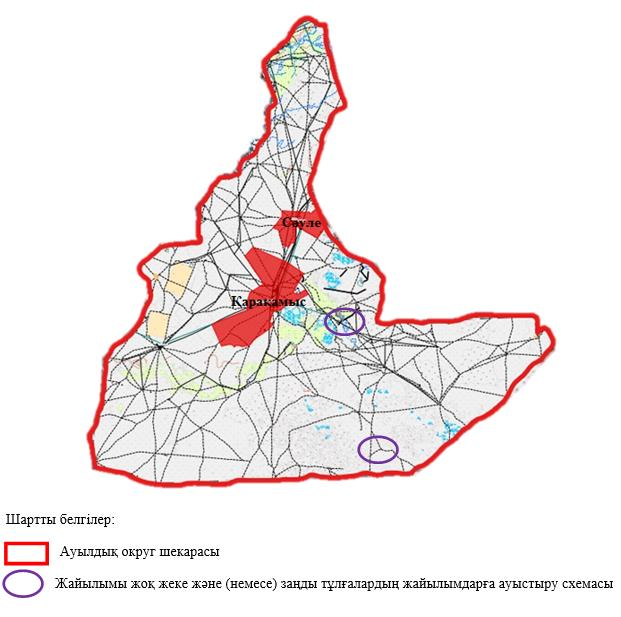 Сәуле
Қарақамыс
Шартты белгілер:
Ауылдық округ шекарасы
Жайылымы жоқ жеке және (немесе) заңды тұлғалардың жайылымдарға ауыстыру схемасы